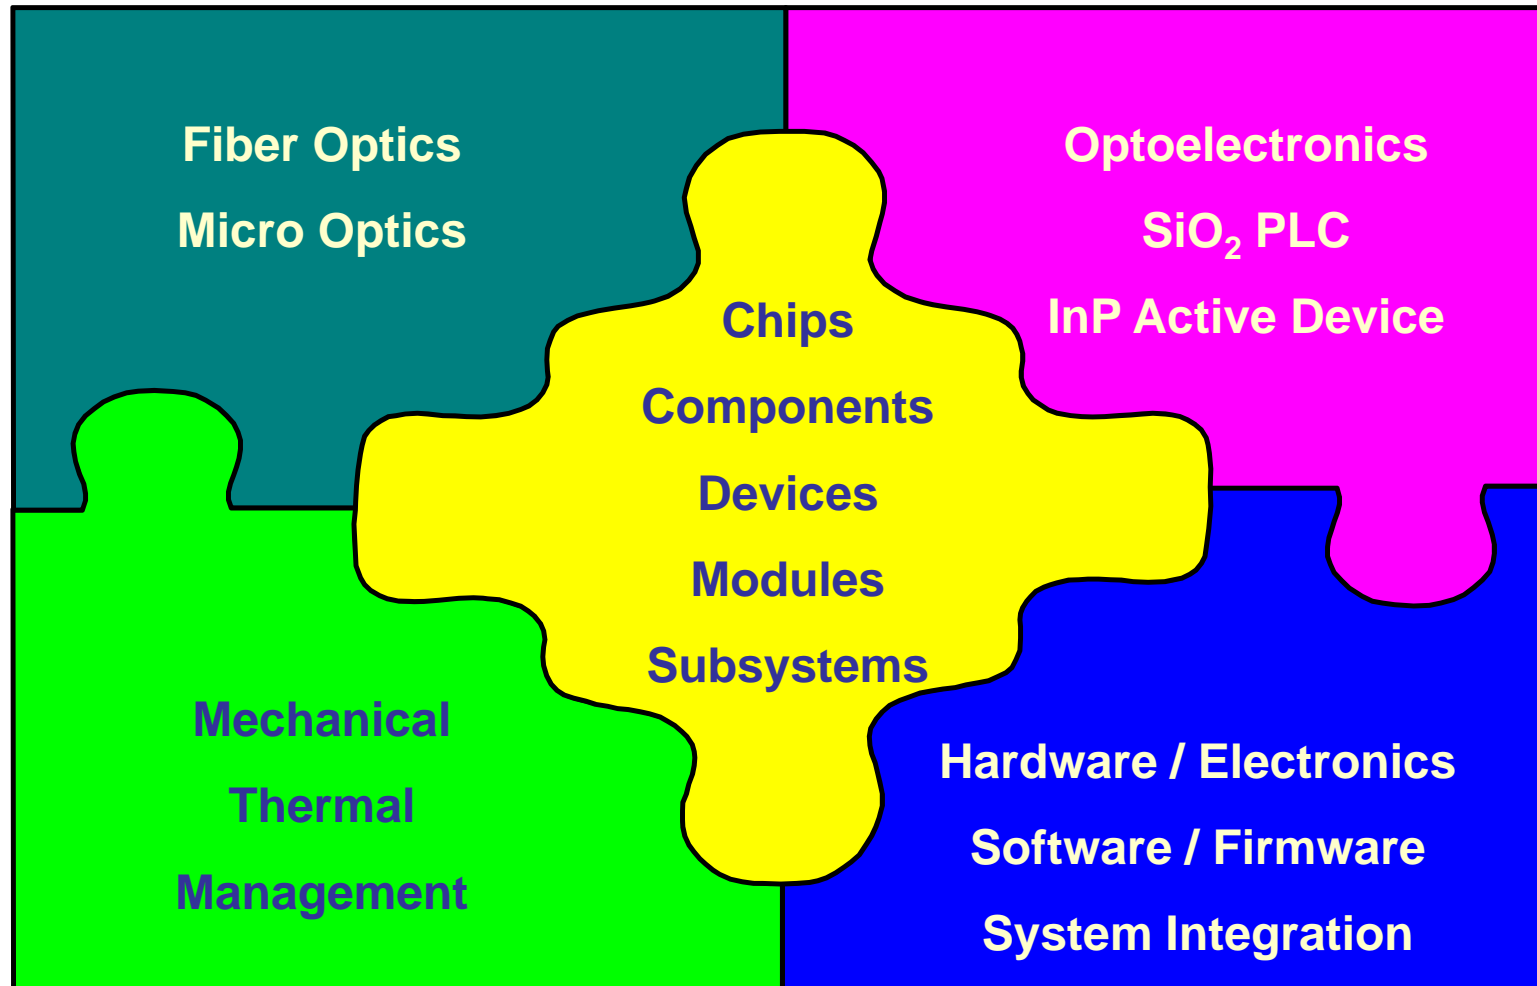 Fiber Optics
Micro Optics
Optoelectronics
SiO₂ PLC
InP Active Device
Chips
Components
Devices
Modules
Subsystems
Mechanical
Thermal
Management
Hardware / Electronics
Software / Firmware
System Integration